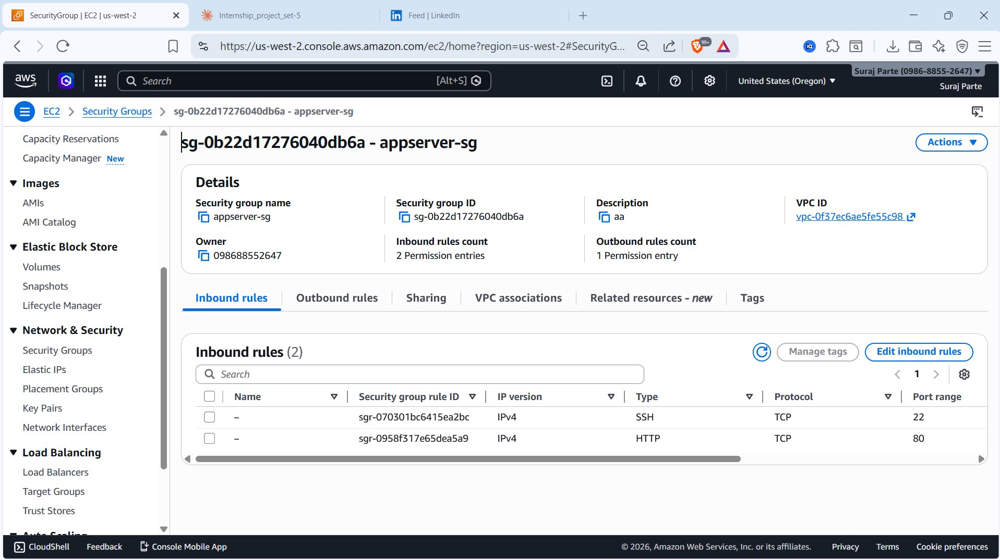 SecurityGroup | EC2 | us-west-2
Internship_project_set-5
Feed | LinkedIn
https://us-west-2.console.aws.amazon.com/ec2/home?region=us-west-2#SecurityG...
99+
aws
Search
[Alt+S]
United States (Oregon)
Suraj Parte (0986-8855-2647)
Suraj Parte
EC2
Security Groups
sg-0b22d17276040db6a - appserver-sg
Capacity Reservations
Capacity Manager New
Images
AMIs
AMI Catalog
Elastic Block Store
Volumes
Snapshots
Lifecycle Manager
Network & Security
Security Groups
Elastic IPs
Placement Groups
Key Pairs
Network Interfaces
Load Balancing
Load Balancers
Target Groups
Trust Stores
Auto Scaling
sg-0b22d17276040db6a - appserver-sg
Actions
Details
Security group name
appserver-sg
Security group ID
sg-0b22d17276040db6a
Description
aa
VPC ID
vpc-0f37ec6ae5fe55c98
Owner
098688552647
Inbound rules count
2 Permission entries
Outbound rules count
1 Permission entry
Inbound rules
Outbound rules
Sharing
VPC associations
Related resources - new
Tags
Inbound rules (2)
Manage tags
Edit inbound rules
Search
1
Name Security group rule ID IP version Type Protocol Port range
– sgr-070301bc6415ea2bc IPv4 SSH TCP 22
– sgr-0958f317e65dea5a9 IPv4 HTTP TCP 80
CloudShell
Feedback
Console Mobile App
© 2026, Amazon Web Services, Inc. or its affiliates.
Privacy
Terms
Cookie preferences